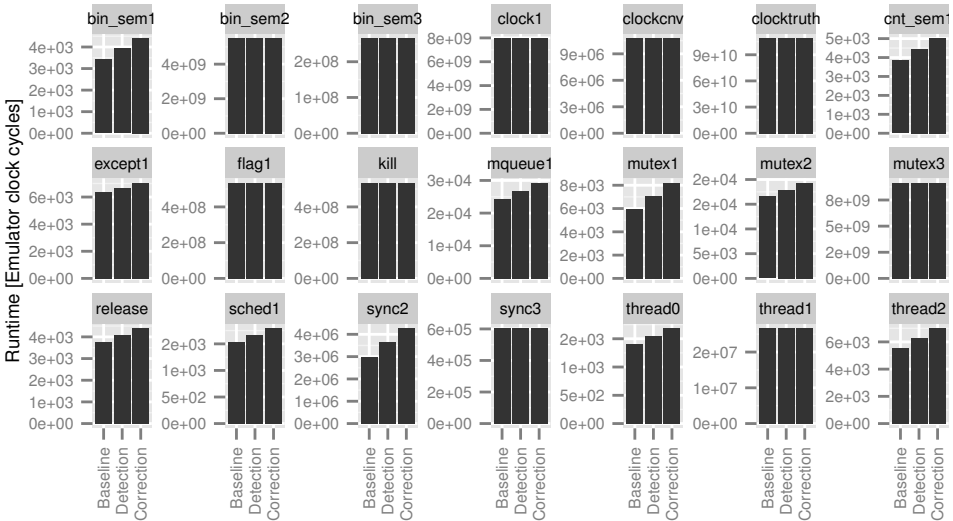 Runtime [Emulator clock cycles]
bin_sem1
4e+03
3e+03
2e+03
1e+03
0e+00
bin_sem2
4e+09
2e+09
0e+00
bin_sem3
2e+08
1e+08
0e+00
clock1
8e+09
6e+09
4e+09
2e+09
0e+00
clockcnv
9e+06
6e+06
3e+06
0e+00
clocktruth
9e+10
6e+10
3e+10
0e+00
cnt_sem1
5e+03
4e+03
3e+03
2e+03
1e+03
0e+00
except1
6e+03
4e+03
2e+03
0e+00
flag1
4e+08
2e+08
0e+00
kill
4e+08
2e+08
0e+00
mqueue1
3e+04
2e+04
1e+04
0e+00
mutex1
8e+03
6e+03
4e+03
2e+03
0e+00
mutex2
2e+04
2e+04
1e+04
5e+03
0e+00
mutex3
8e+09
5e+09
2e+09
0e+00
release
4e+03
3e+03
2e+03
1e+03
0e+00
sched1
2e+03
1e+03
5e+02
0e+00
sync2
4e+06
3e+06
2e+06
1e+06
0e+00
sync3
6e+05
4e+05
2e+05
0e+00
thread0
2e+03
1e+03
5e+02
0e+00
thread1
2e+07
1e+07
0e+00
thread2
6e+03
4e+03
2e+03
0e+00
Baseline
Detection
Correction
Baseline
Detection
Correction
Baseline
Detection
Correction
Baseline
Detection
Correction
Baseline
Detection
Correction
Baseline
Detection
Correction
Baseline
Detection
Correction